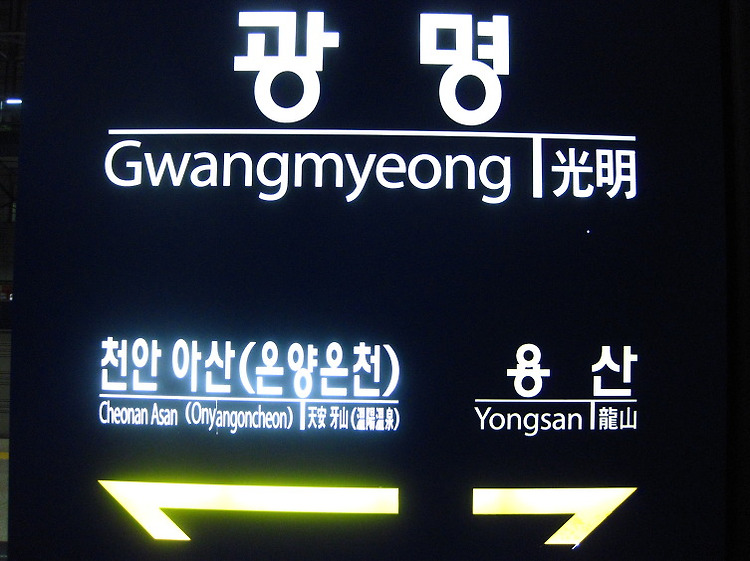 광명
Gwangmyeong 光明
천안 아산(온양온천)
Cheonan Asan (Onyangoncheon) 天安 牙山(溫陽溫泉)
용산
Yongsan 龍山